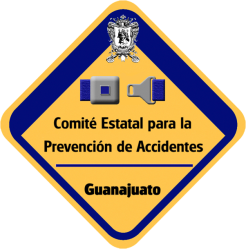 Comité Estatal para la
Prevención de Accidentes
Guanajuato